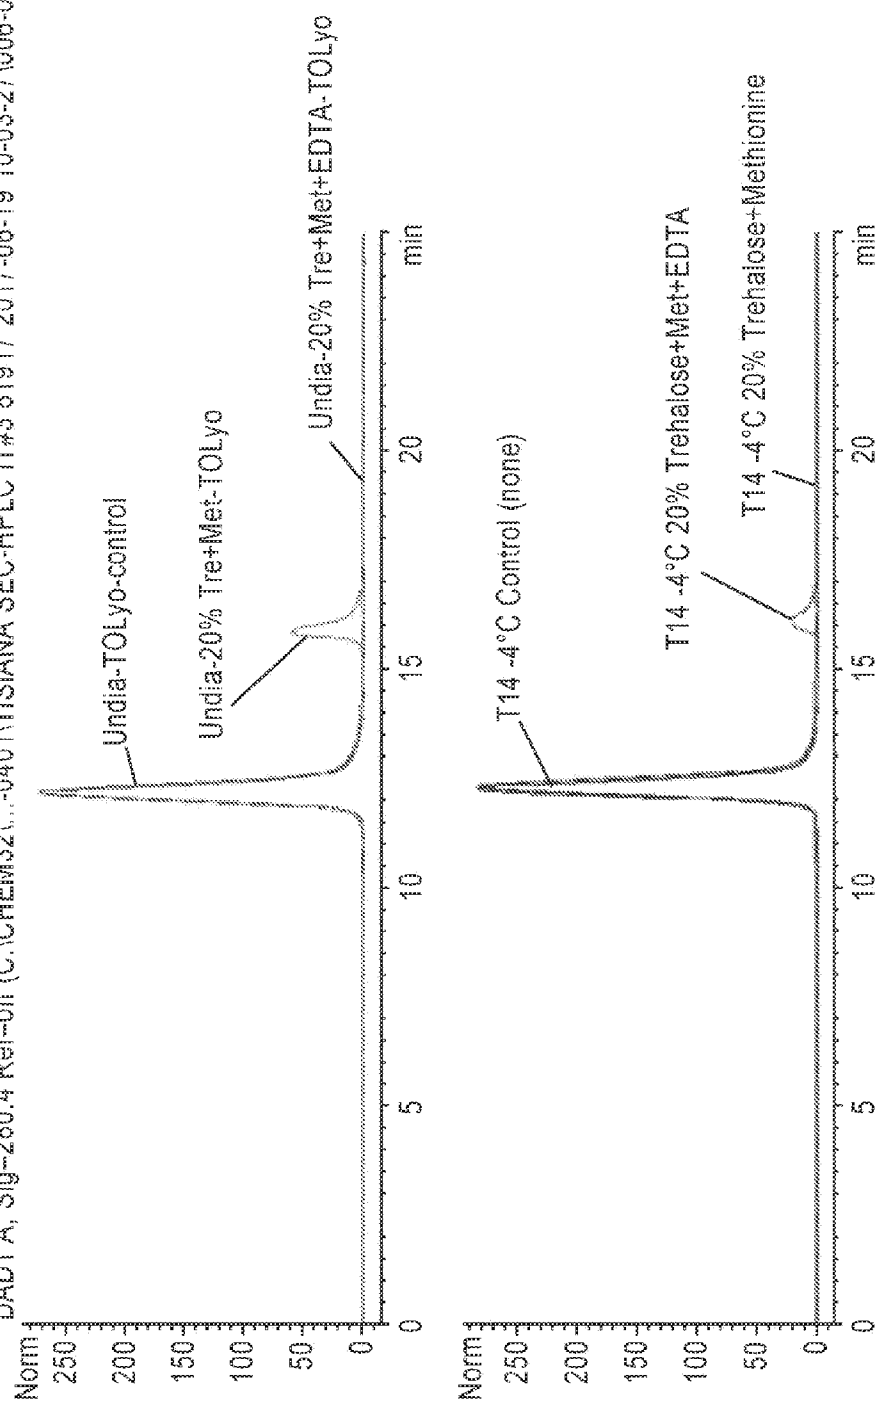 Norm
250
200
150
100
50
0
0
5
10
15
20
min
Undia-TOLyo-control
Undia-20% Tre+Met-TOLyo
Undia-20% Tre+Met+EDTA-TOLyo
Norm
250
200
150
100
50
0
0
5
10
15
20
min
T14 -4°C Control (none)
T14 -4°C 20% Trehalose+Met+EDTA
T14 -4°C 20% Trehalose+Methionine